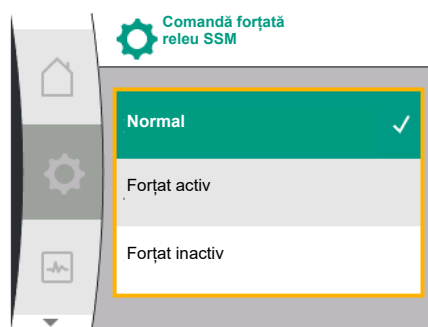 Comandă forțată
releu SSM
Normal
Forțat activ
Forțat inactiv